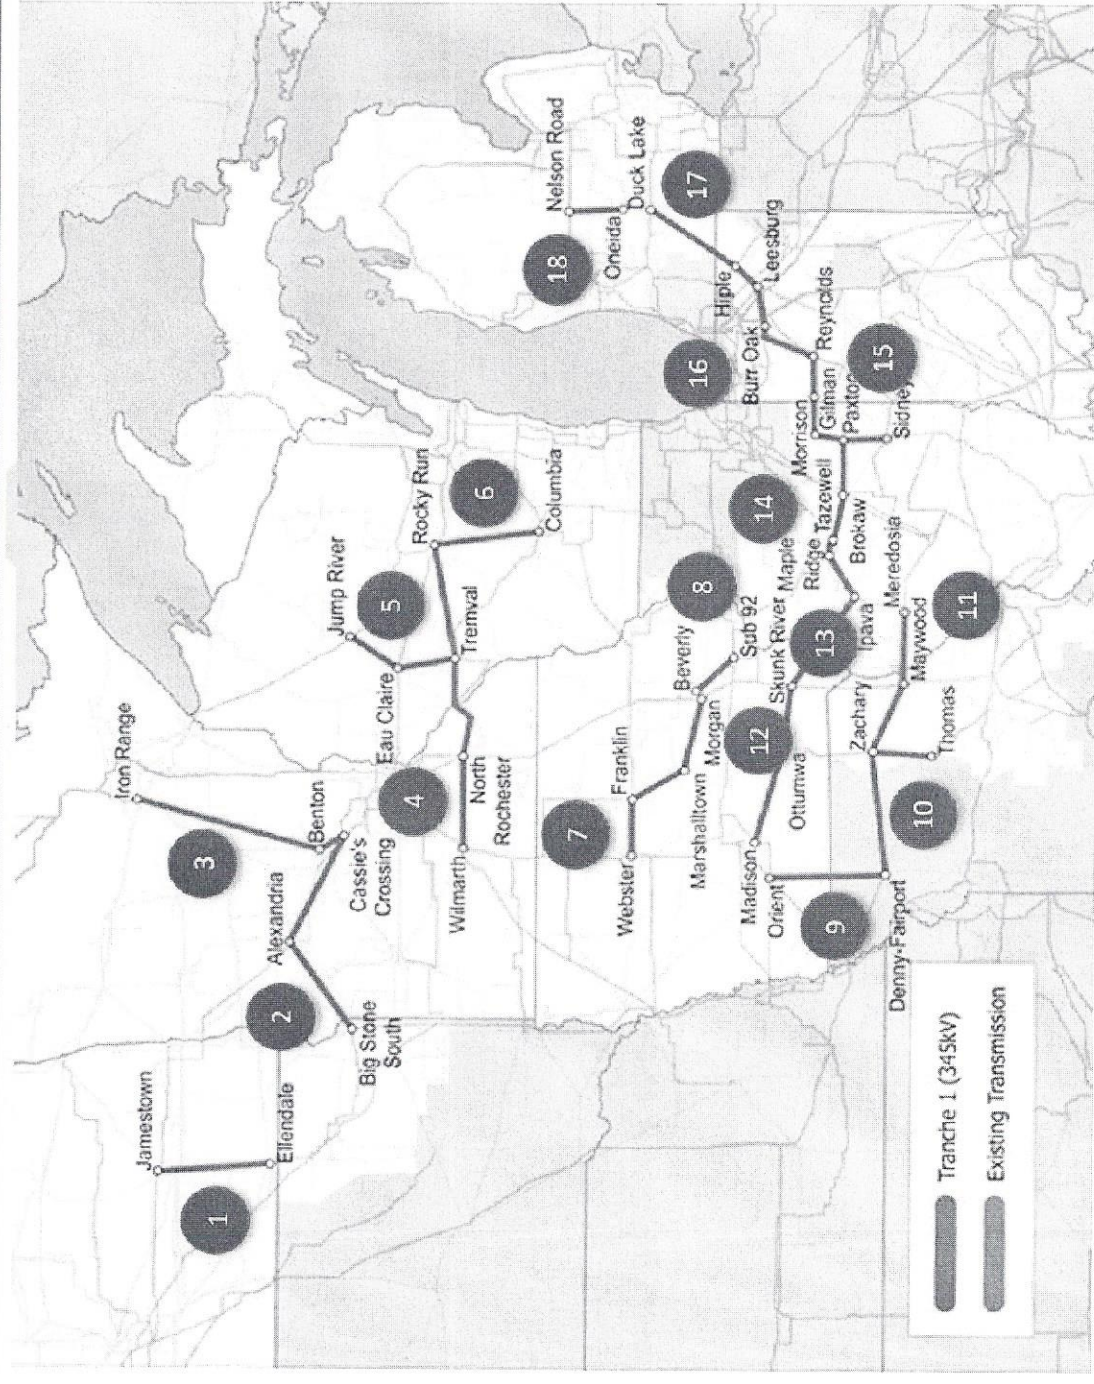 Jamestown
Ellendale
1
2
Big Stone
South
Alexandria
3
Iron Range
Benton
Cassie's
Crossing
4
Wilmarth
North
Rochester
Eau Claire
Tremval
5
Jump River
Rocky Run
6
Columbia
7
Webster
Franklin
Marshalltown
Morgan
Beverly
Sub 92
8
Madison
Orient
9
Denny-Fairport
Ottumwa
12
Skunk River
10
Zachary
Thomas
Maywood
Meredosia
11
13
Ipava
Maple
Ridge
Tazewell
14
Brokaw
Morrison
Gilman
Paxto
Sidney
15
Reynolds
16
Burr Oak
Hiple
Leesburg
17
Duck Lake
Oneida
18
Nelson Road
Tranche 1 (345kV)
Existing Transmission